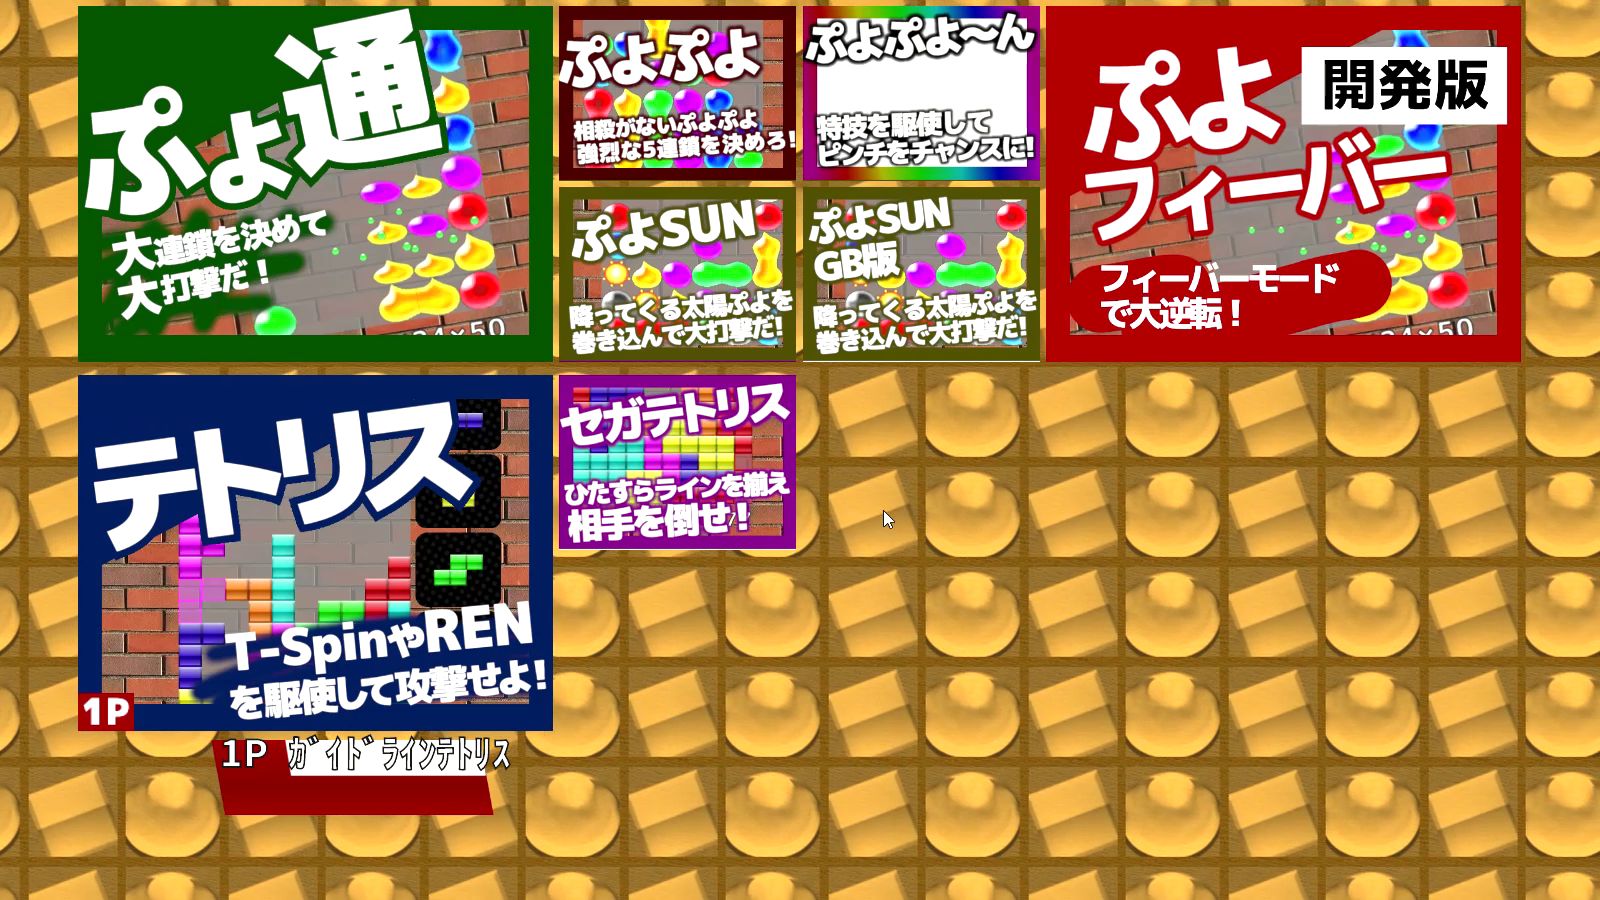 ぷよ通
大連鎖を決めて
大打撃だ！
ぷよぷよ
相殺がないぷよぷよ
強烈な5連鎖を決めろ!
ぷよぷよ〜ん
特技を駆使して
ピンチをチャンスに!
ぷよSUN
降ってくる太陽ぷよを
巻き込んで大打撃だ!
ぷよSUN
GB版
降ってくる太陽ぷよを
巻き込んで大打撃だ!
ぷよ
フィーバー
開発版
フィーバーモード
で大逆転！
テトリス
T-SpinやREN
を駆使して攻撃せよ!
1P
セガテトリス
ひたすらラインを揃え
相手を倒せ!
1P ｶﾞｲﾄﾞﾗｲﾝﾃﾄﾘｽ